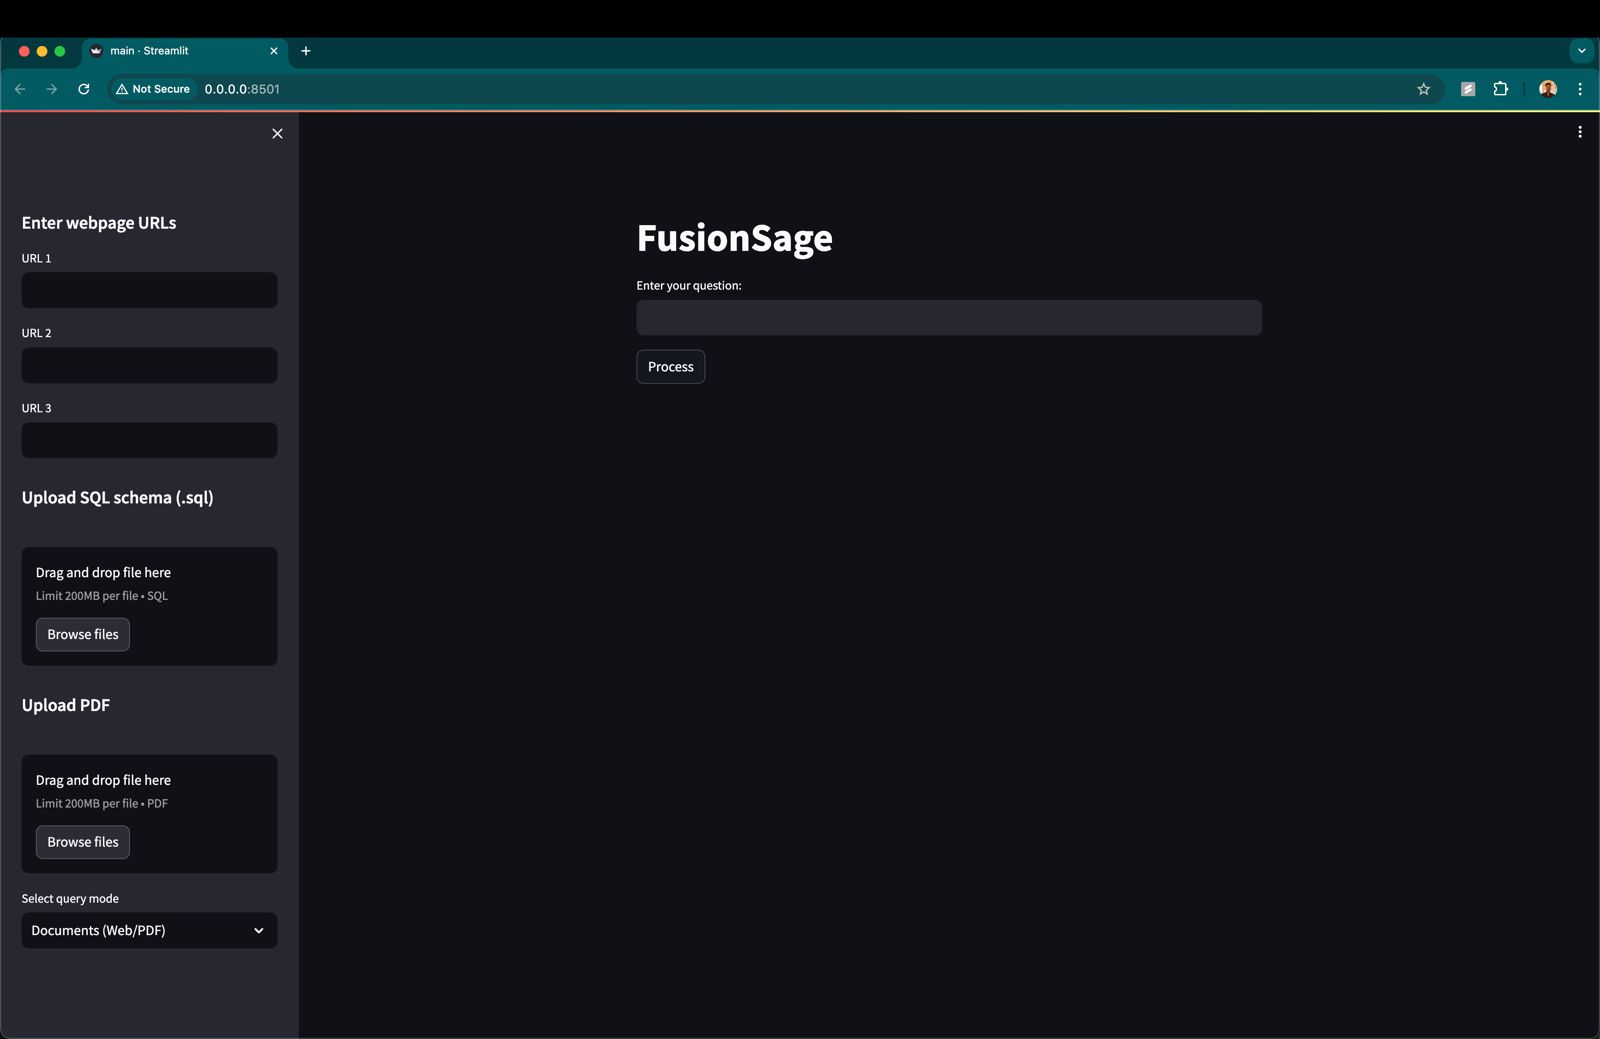 main · Streamlit
Not Secure 0.0.0.0:8501
Enter webpage URLs
URL 1
URL 2
URL 3
Upload SQL schema (.sql)
Drag and drop file here
Limit 200MB per file • SQL
Browse files
Upload PDF
Drag and drop file here
Limit 200MB per file • PDF
Browse files
Select query mode
Documents (Web/PDF)
FusionSage
Enter your question:
Process